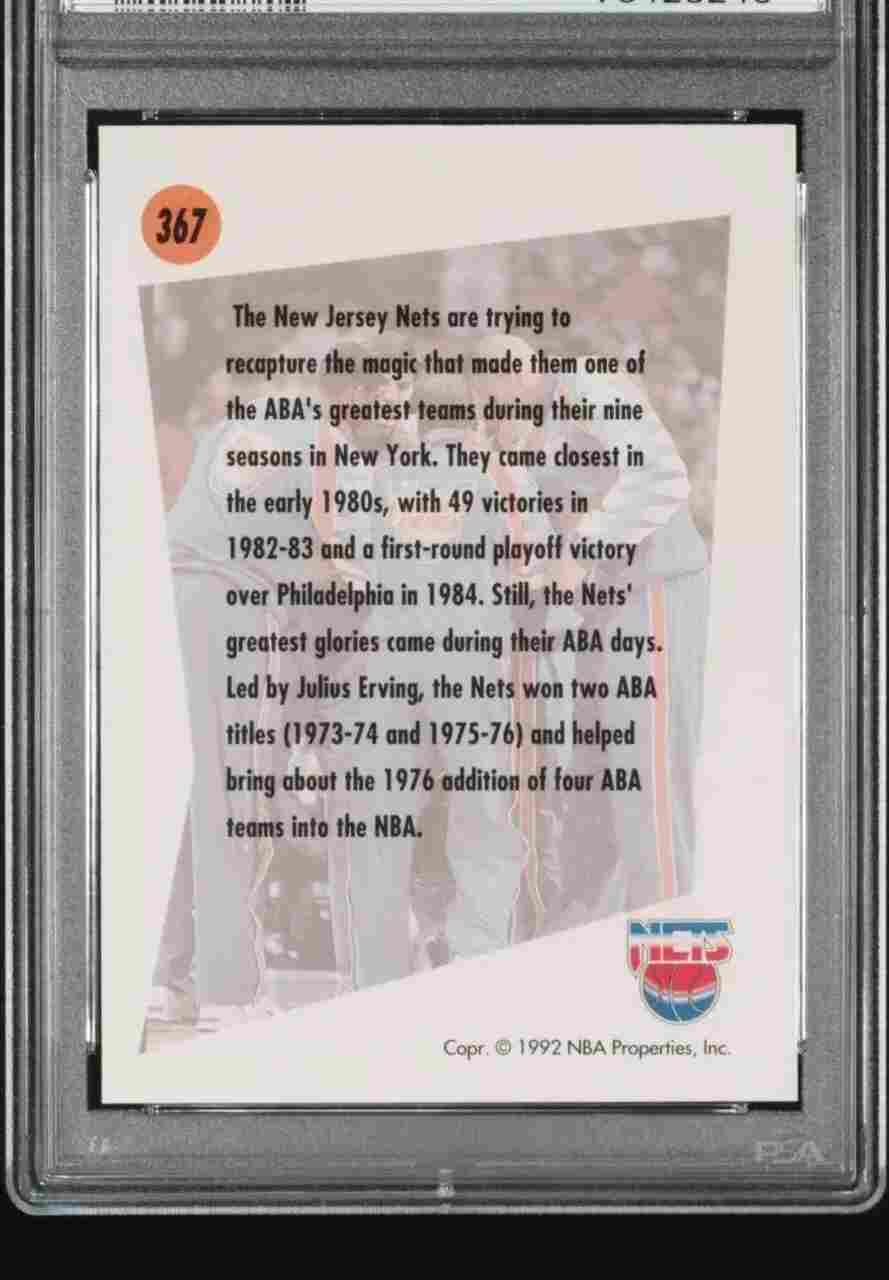 367
The New Jersey Nets are trying to
recapture the magic that made them one of
the ABA's greatest teams during their nine
seasons in New York. They came closest in
the early 1980s, with 49 victories in
1982-83 and a first-round playoff victory
over Philadelphia in 1984. Still, the Nets'
greatest glories came during their ABA days.
Led by Julius Erving, the Nets won two ABA
titles (1973-74 and 1975-76) and helped
bring about the 1976 addition of four ABA
teams into the NBA.
NETS
Copr. © 1992 NBA Properties, Inc.
PSA